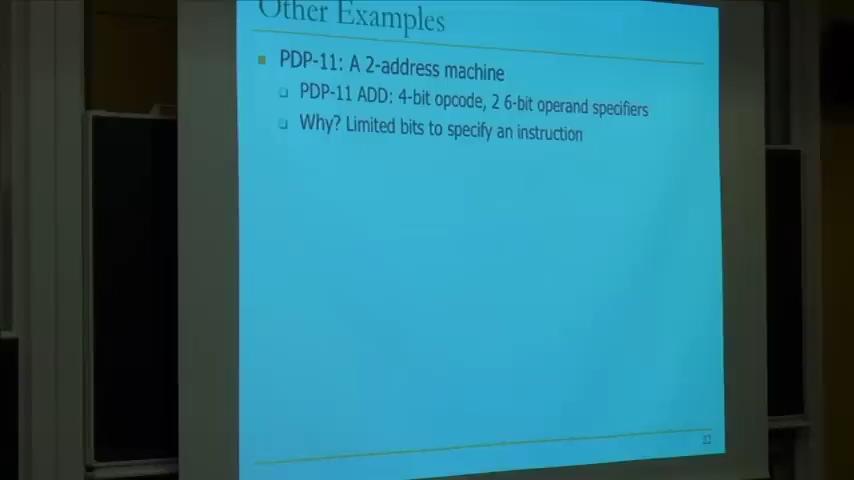 Other Examples
PDP-11: A 2-address machine
PDP-11 ADD: 4-bit opcode, 2 6-bit operand specifiers
Why? Limited bits to specify an instruction